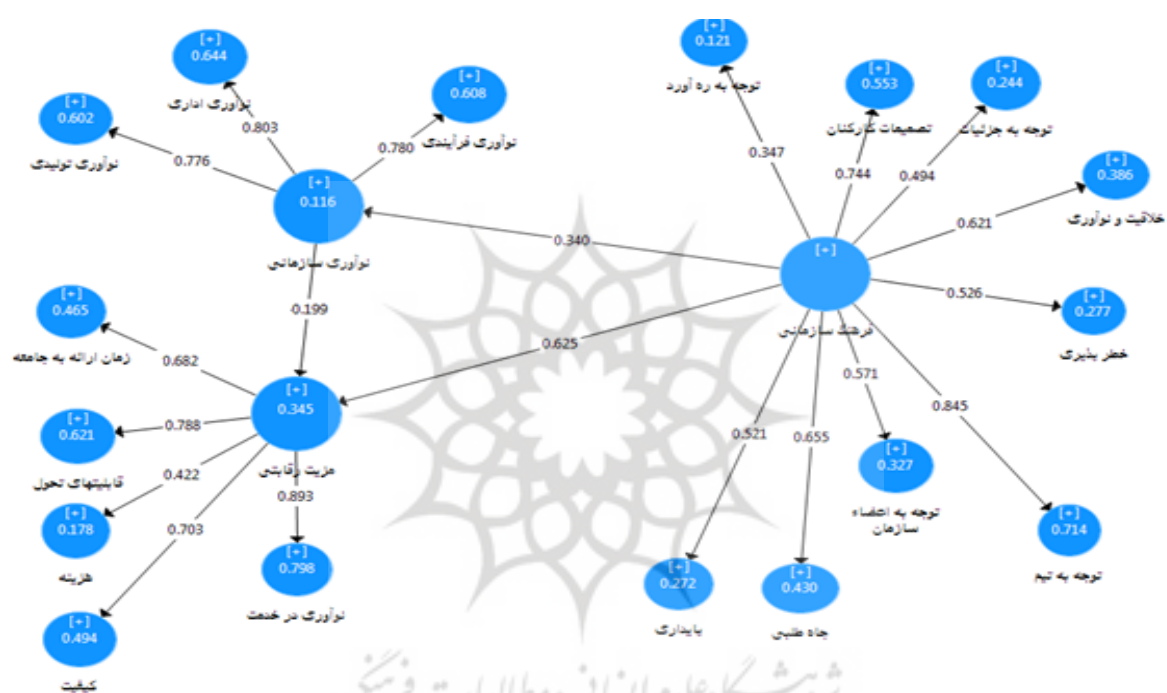 [+]
0.121
توجه به ره آورد
[+]
0.644
نوآوری اداری
[+]
0.553
تصمیمات کارکنان
[+]
0.244
توجه به جزئیات
[+]
0.608
نوآوری فرآیندی
[+]
0.602
نوآوری تولیدی
0.803
0.780
0.776
0.347
0.744
0.494
[+]
0.386
خلاقیت و نوآوری
0.621
[+]
0.116
نوآوری سازمانی
0.340
[+]
فرهنگ سازمانی
0.526
[+]
0.277
خطر پذیری
[+]
0.465
زمان ارائه به جامعه
0.199
0.625
0.682
0.571
0.845
[+]
0.345
مزیت رقابتی
0.788
[+]
0.621
قابلیتهای تحول
0.422
0.893
0.703
0.521
0.655
[+]
0.327
توجه به اعضاء
سازمان
[+]
0.178
هزینه
[+]
0.714
توجه به تیم
[+]
0.798
نوآوری در خدمت
[+]
0.272
پایداری
[+]
0.430
جاه طلبی
[+]
0.494
کیفیت